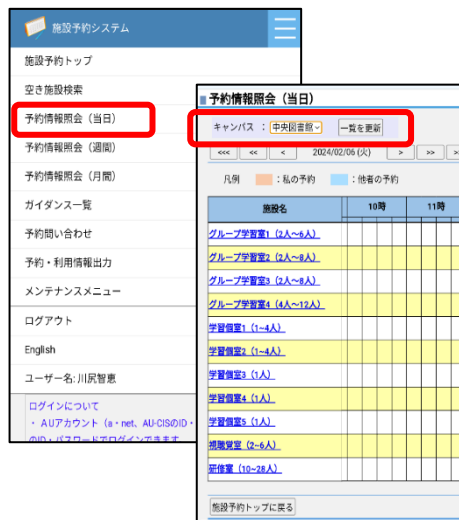 施設予約システム
施設予約トップ
空き施設検索
予約情報照会（当日）
予約情報照会（週間）
予約情報照会（月間）
ガイダンス一覧
予約問い合わせ
予約・利用情報出力
メンテナンスメニュー
ログアウト
English
ユーザー名: 川尻智恵
ログインについて
・ AUアカウント（a・net、AU-CISのID・
のID・パスワードでログインできます
予約情報照会（当日）
キャンパス ： 中央図書館 一覧を更新
<<< << < 2024/02/06 (火) > >> >
凡例 ：私の予約 ：他者の予約
施設名 10時 11時
グループ学習室1（2人～6人）
グループ学習室2（2人～8人）
グループ学習室3（2人～8人）
グループ学習室4（4人～12人）
学習個室1（1~4人）
学習個室2（1~4人）
学習個室3（1人）
学習個室4（1人）
学習個室5（1人）
視聴覚室（2~6人）
研修室（10~28人）
施設予約トップに戻る